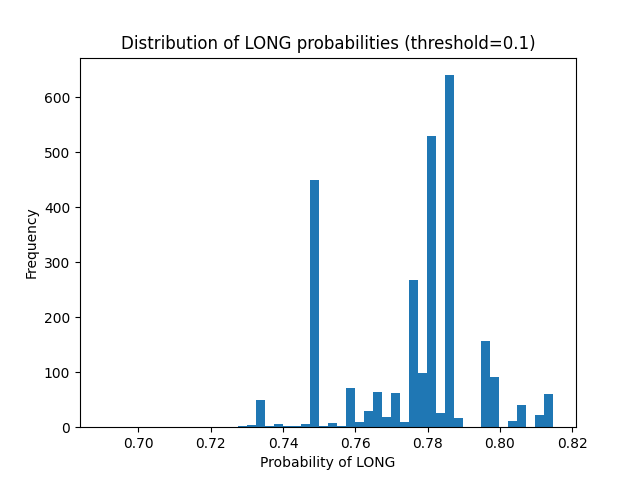 Distribution of LONG probabilities (threshold=0.1)
600
500
400
300
200
100
0
Frequency
0.70 0.72 0.74 0.76 0.78 0.80 0.82
Probability of LONG